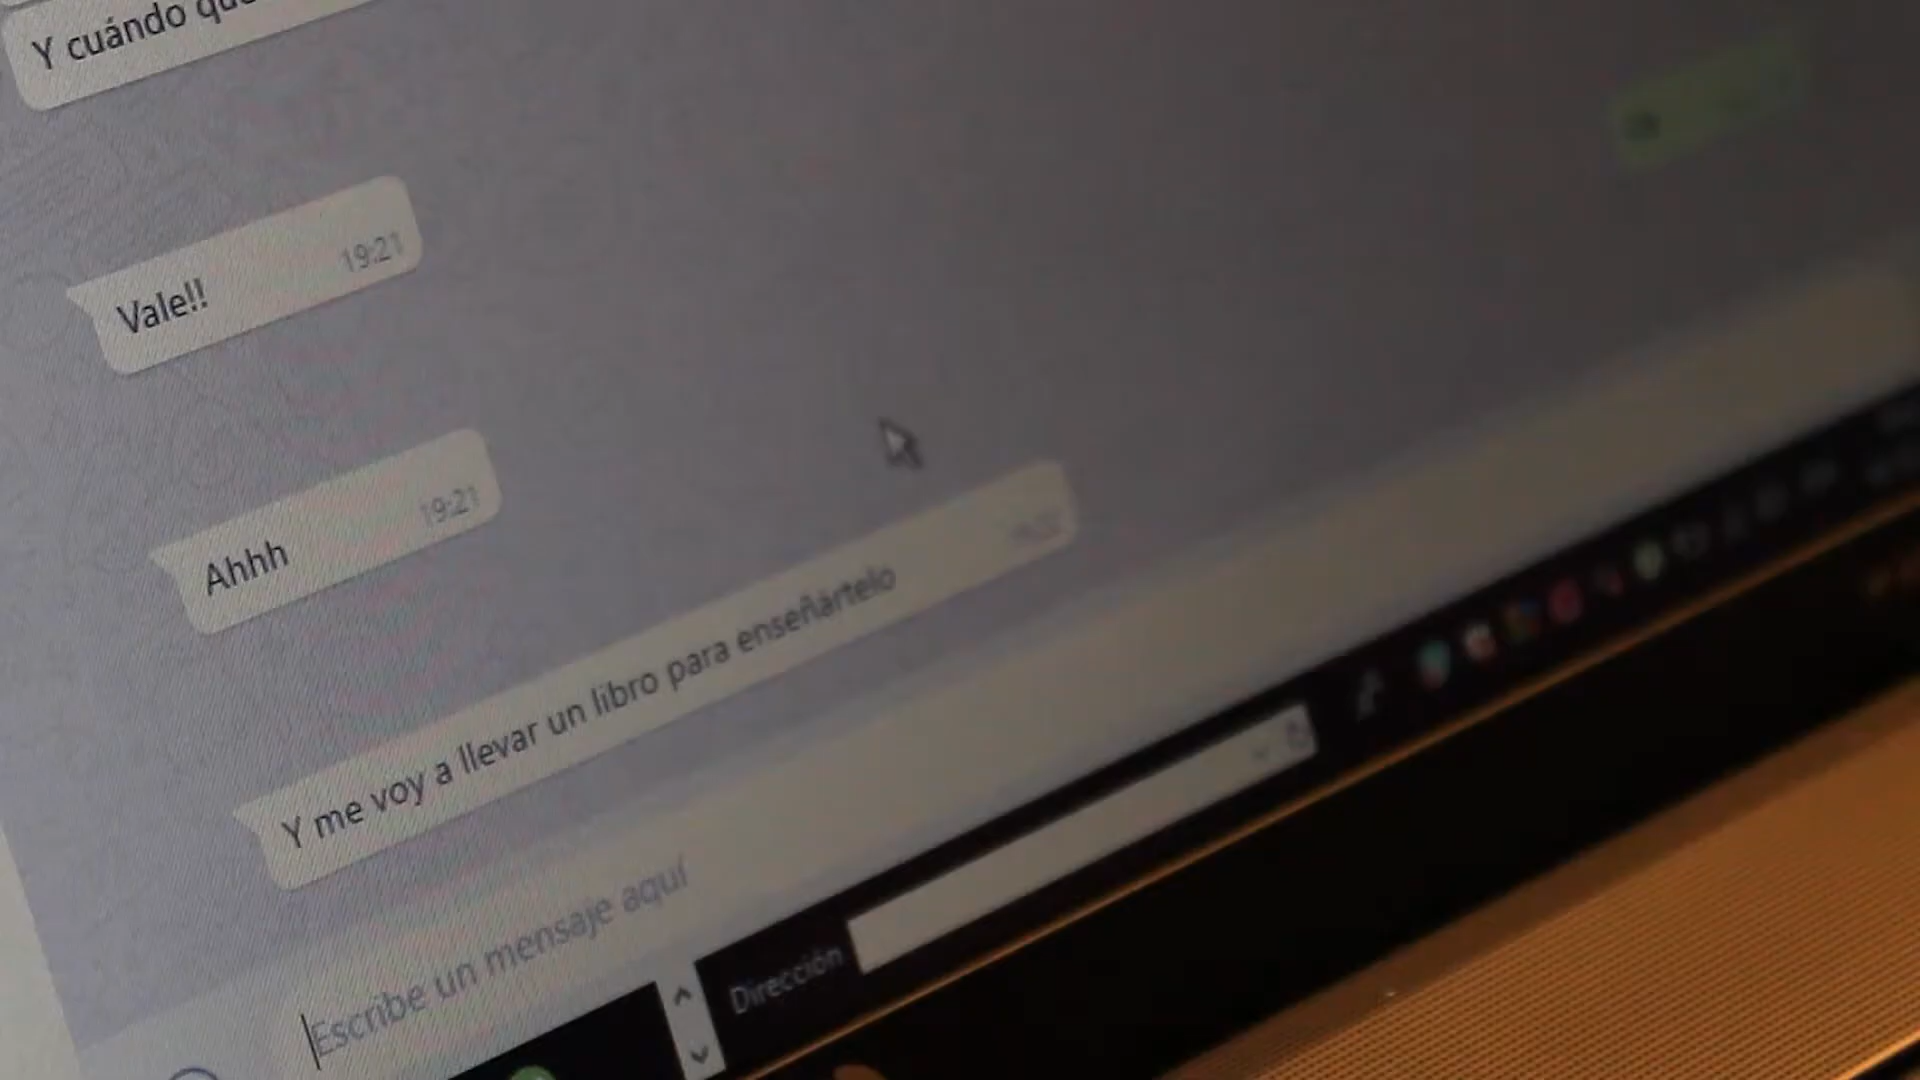 Y cuándo que
Vale!!
19:21
Ahhh
19:21
Y me voy a llevar un libro para enseñártelo
Escribe un mensaje aquí
Dirección